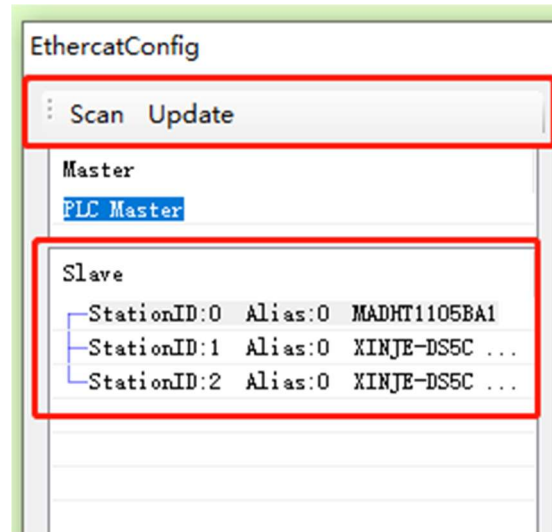 EthercatConfig
Scan Update
Master
PLC Master
Slave
StationID:0 Alias:0 MADHT1105BA1
StationID:1 Alias:0 XINJE-DS5C ...
StationID:2 Alias:0 XINJE-DS5C ...